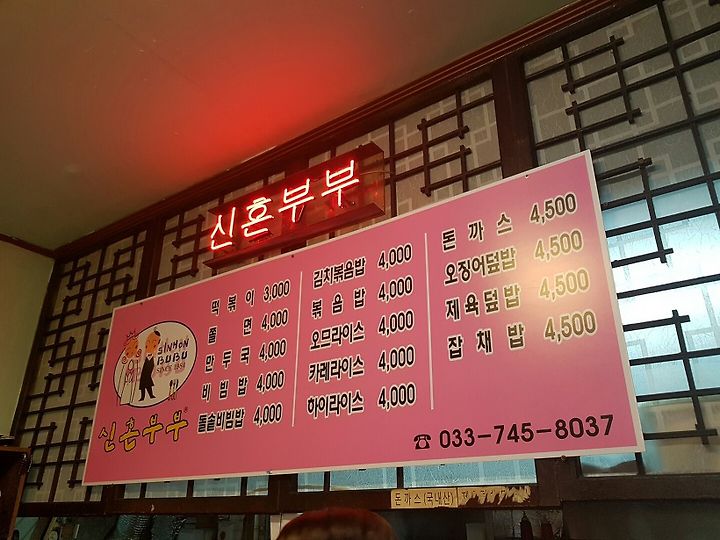 신혼부부
떡볶이 3,000
쫄면 4,000
만두국 4,000
비빔밥 4,000
돌솥비빔밥 4,000
김치볶음밥 4,000
볶음밥 4,000
오므라이스 4,000
카레라이스 4,000
하이라이스 4,000
돈까스 4,500
오징어덮밥 4,500
제육덮밥 4,500
잡채밥 4,500
SINHON
BUBU
신혼부부®
☎ 033-745-8037
돈까스(국내산)